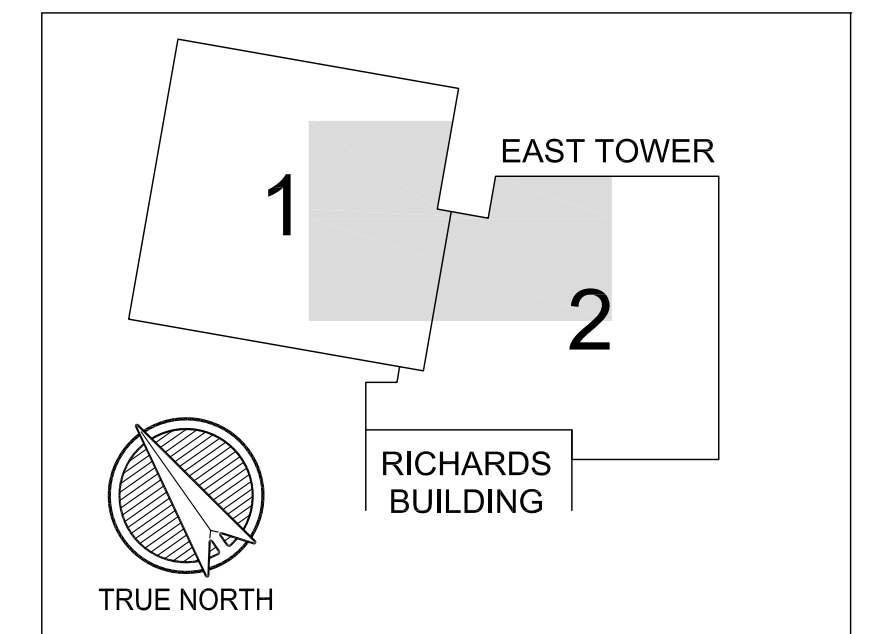 EAST TOWER
1
2
RICHARDS
BUILDING
TRUE NORTH